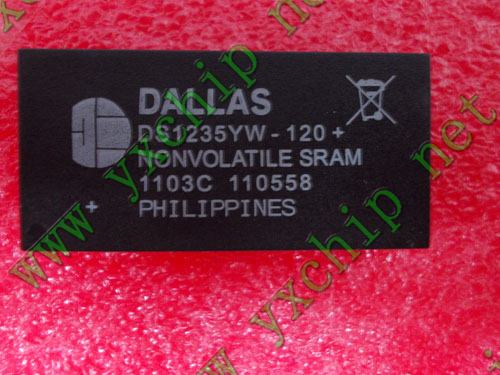 DALLAS
DS1235YW-120+
NONVOLATILE SRAM
1103C 110558
+ PHILIPPINES
www.yxchip.net
www.yxchip.net